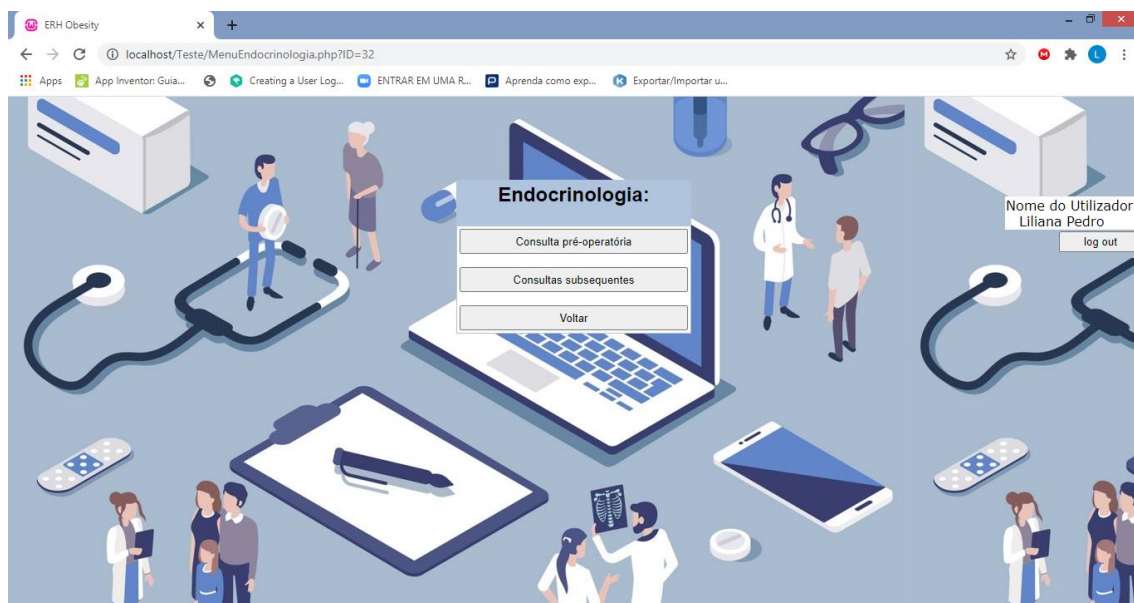 ERH Obesity
localhost/Teste/MenuEndocrinologia.php?ID=32
L
Apps
App Inventor: Guia...
Creating a User Log...
ENTRAR EM UMA R...
Aprenda como exp...
Exportar/Importar u...
Endocrinologia:
Consulta pré-operatória
Consultas subsequentes
Voltar
Nome do Utilizador
Liliana Pedro
log out